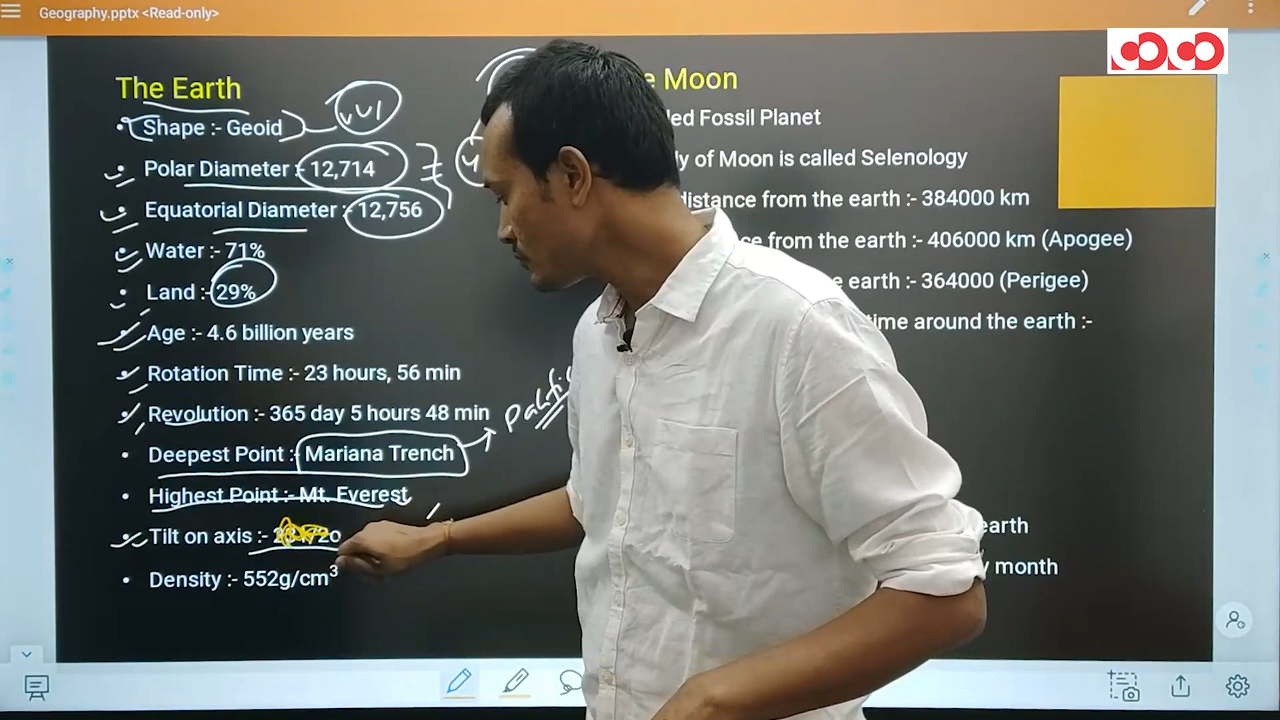 Geography.pptx <Read-only>
The Earth
• Shape :- Geoid
VVI
• Polar Diameter :- 12,714
• Equatorial Diameter :- 12,756
• Water :- 71%
• Land :- 29%
• Age :- 4.6 billion years
• Rotation Time :- 23 hours, 56 min
• Revolution :- 365 day 5 hours 48 min
• Deepest Point :- Mariana Trench
• Highest Point :- Mt. Everest
• Tilt on axis :-
• Density :- 552g/cm³
Moon
Fossil Planet
of Moon is called Selenology
distance from the earth :- 384000 km
from the earth :- 406000 km (Apogee)
earth :- 364000 (Perigee)
time around the earth :-
earth
month